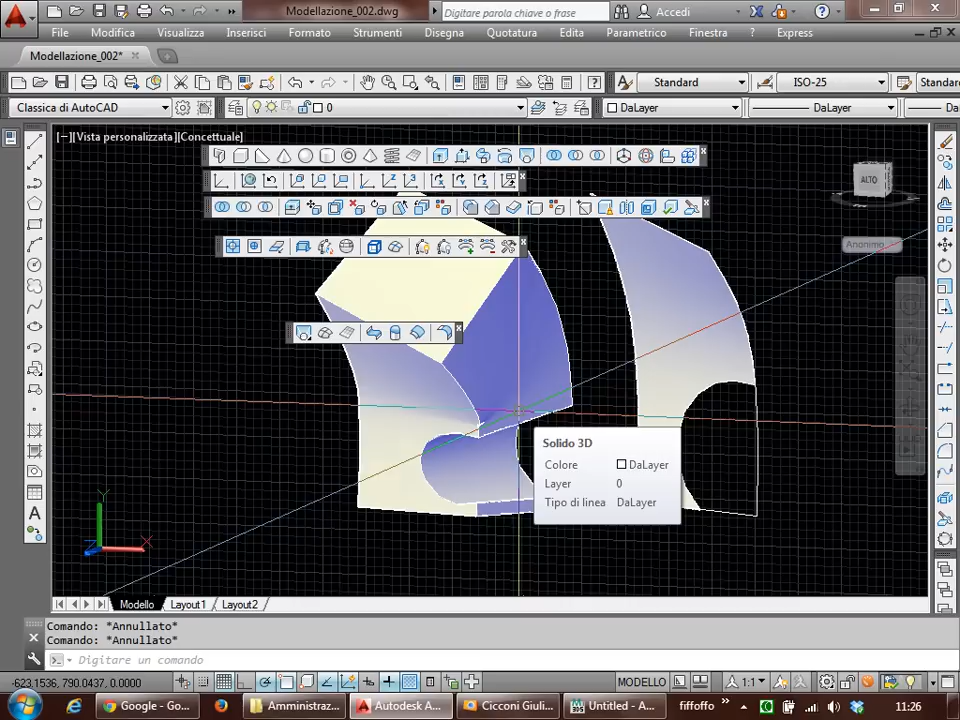 Modellazione_002.dwg
Digitare parola chiave o frase
Accedi
File Modifica Visualizza Inserisci Formato Strumenti Disegna Quotatura Edita Parametrico Finestra ? Express
Modellazione_002*
Standard ISO-25 Standar
Classica di AutoCAD 0 DaLayer DaLayer Da
[−][Vista personalizzata][Concettuale]
ALTO
Anonimo
Solido 3D
Colore DaLayer
Layer 0
Tipo di linea DaLayer
Y
X
Modello Layout1 Layout2
Comando: *Annullato*
Comando: *Annullato*
Digitare un comando
-623.1536, 790.0437, 0.0000 MODELLO 1:1
Google - Go... Amministraz... Autodesk A... Cicconi Giuli... Untitled - A... fiffoffo 11:26